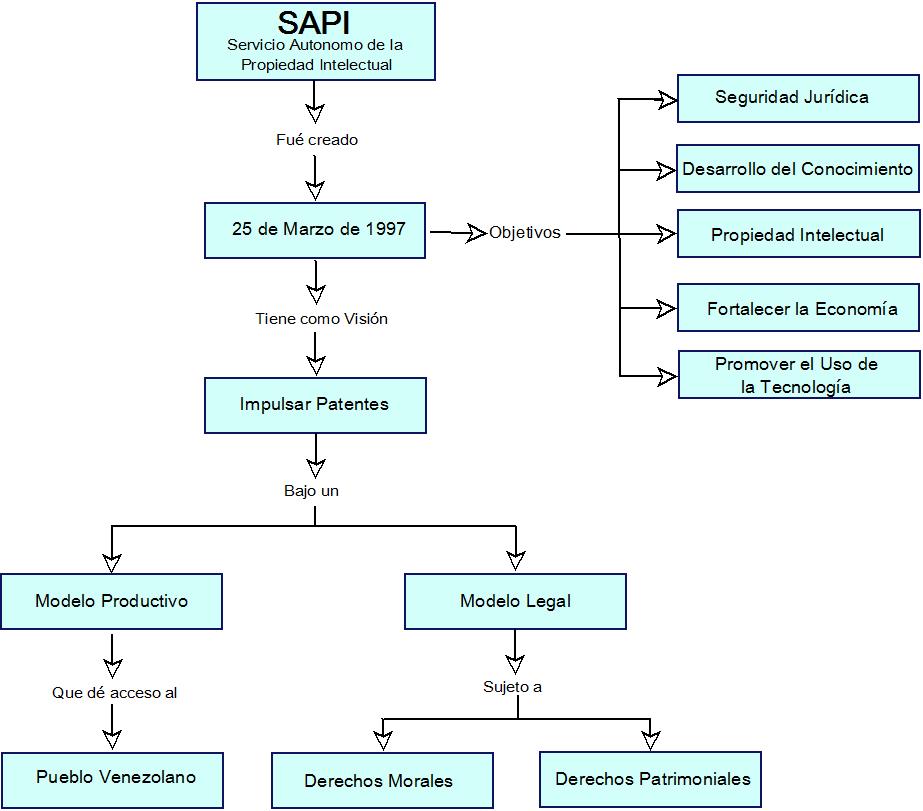 SAPI
Servicio Autonomo de la
Propiedad Intelectual
Fué creado
25 de Marzo de 1997
Objetivos
Seguridad Jurídica
Desarrollo del Conocimiento
Propiedad Intelectual
Fortalecer la Economía
Promover el Uso de
la Tecnología
Tiene como Visión
Impulsar Patentes
Bajo un
Modelo Productivo
Modelo Legal
Que dé acceso al
Sujeto a
Pueblo Venezolano
Derechos Morales
Derechos Patrimoniales